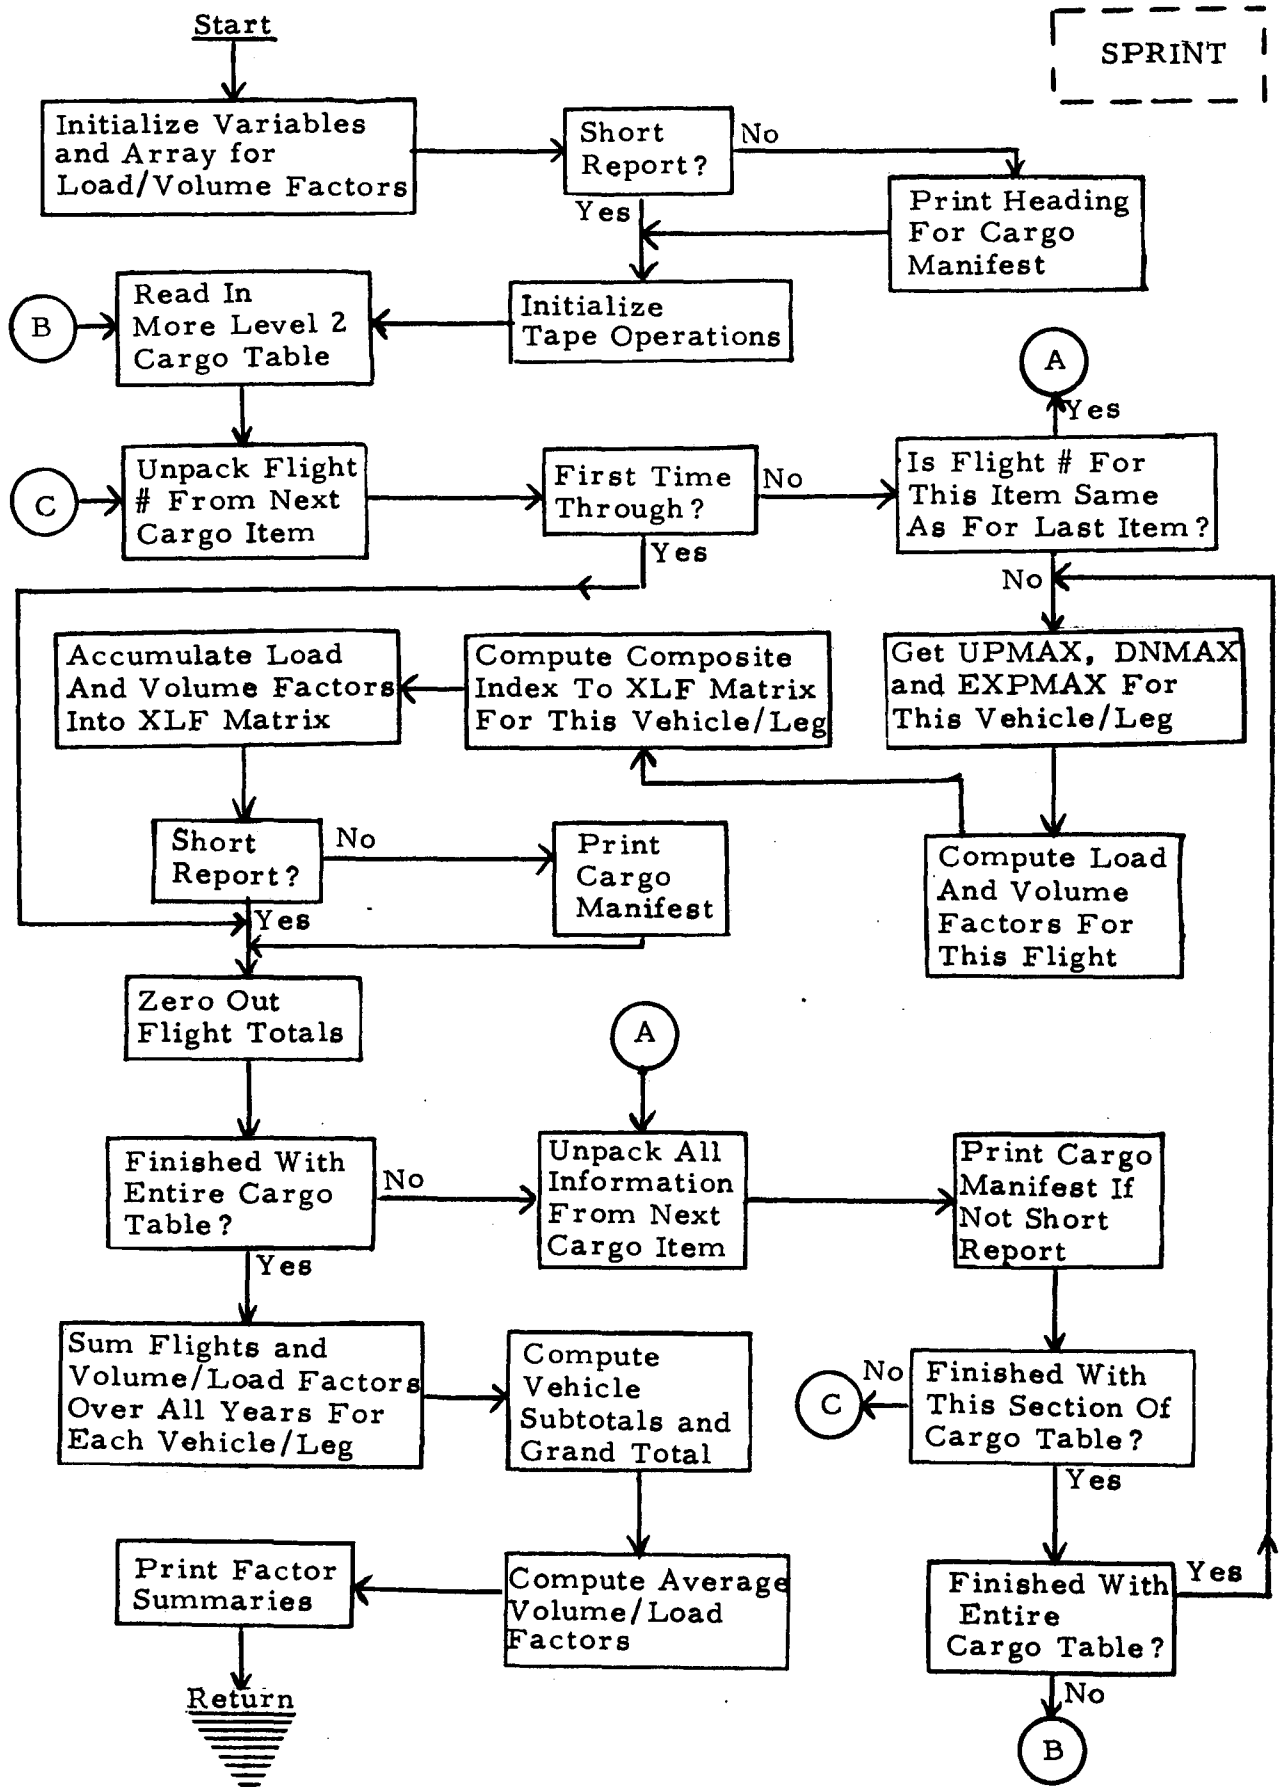 Start
SPRINT
Initialize Variables
and Array for
Load/Volume Factors
Short
Report?
No
Yes
Print Heading
For Cargo
Manifest
Initialize
Tape Operations
B
Read In
More Level 2
Cargo Table
A
Yes
C
Unpack Flight
# From Next
Cargo Item
First Time
Through?
No
Yes
Is Flight # For
This Item Same
As For Last Item?
No
Accumulate Load
And Volume Factors
Into XLF Matrix
Compute Composite
Index To XLF Matrix
For This Vehicle/Leg
Get UPMAX, DNMAX
and EXPMAX For
This Vehicle/Leg
Short
Report?
No
Yes
Print
Cargo
Manifest
Compute Load
And Volume
Factors For
This Flight
Zero Out
Flight Totals
A
Finished With
Entire Cargo
Table?
No
Yes
Unpack All
Information
From Next
Cargo Item
Print Cargo
Manifest If
Not Short
Report
Sum Flights and
Volume/Load Factors
Over All Years For
Each Vehicle/Leg
Compute
Vehicle
Subtotals and
Grand Total
C
No
Finished With
This Section Of
Cargo Table?
Yes
Print Factor
Summaries
Compute Average
Volume/Load
Factors
Finished With
Entire
Cargo Table?
Yes
No
Return
B